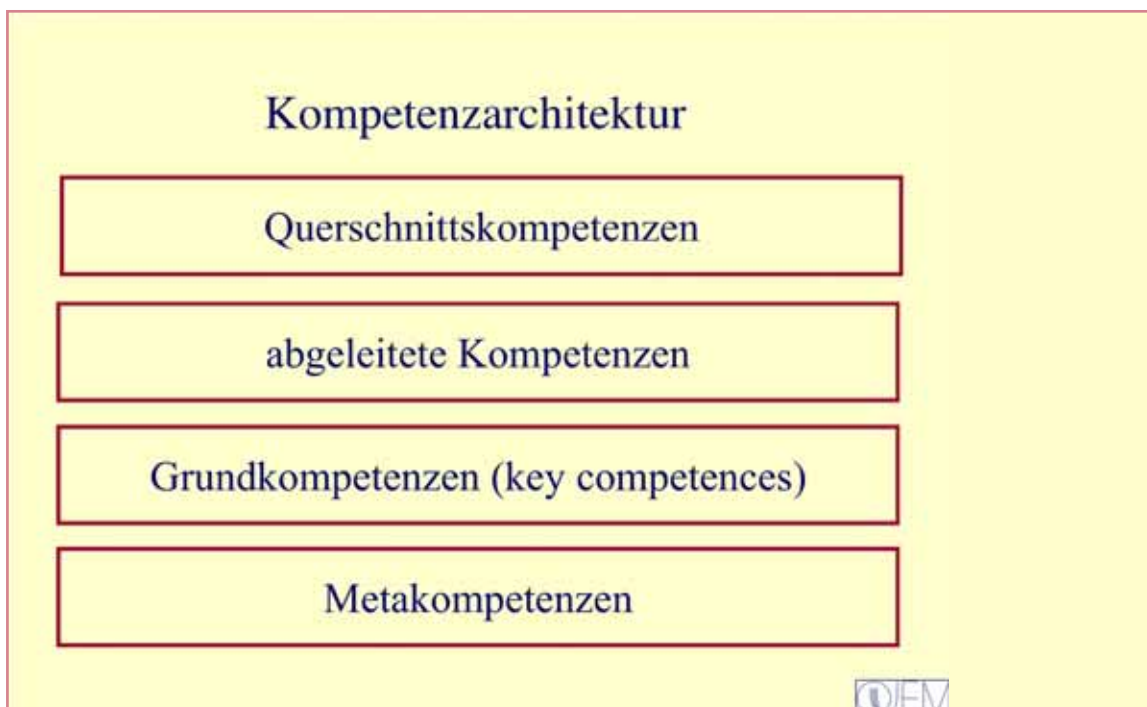 Kompetenzarchitektur
Querschnittskompetenzen
abgeleitete Kompetenzen
Grundkompetenzen (key competences)
Metakompetenzen